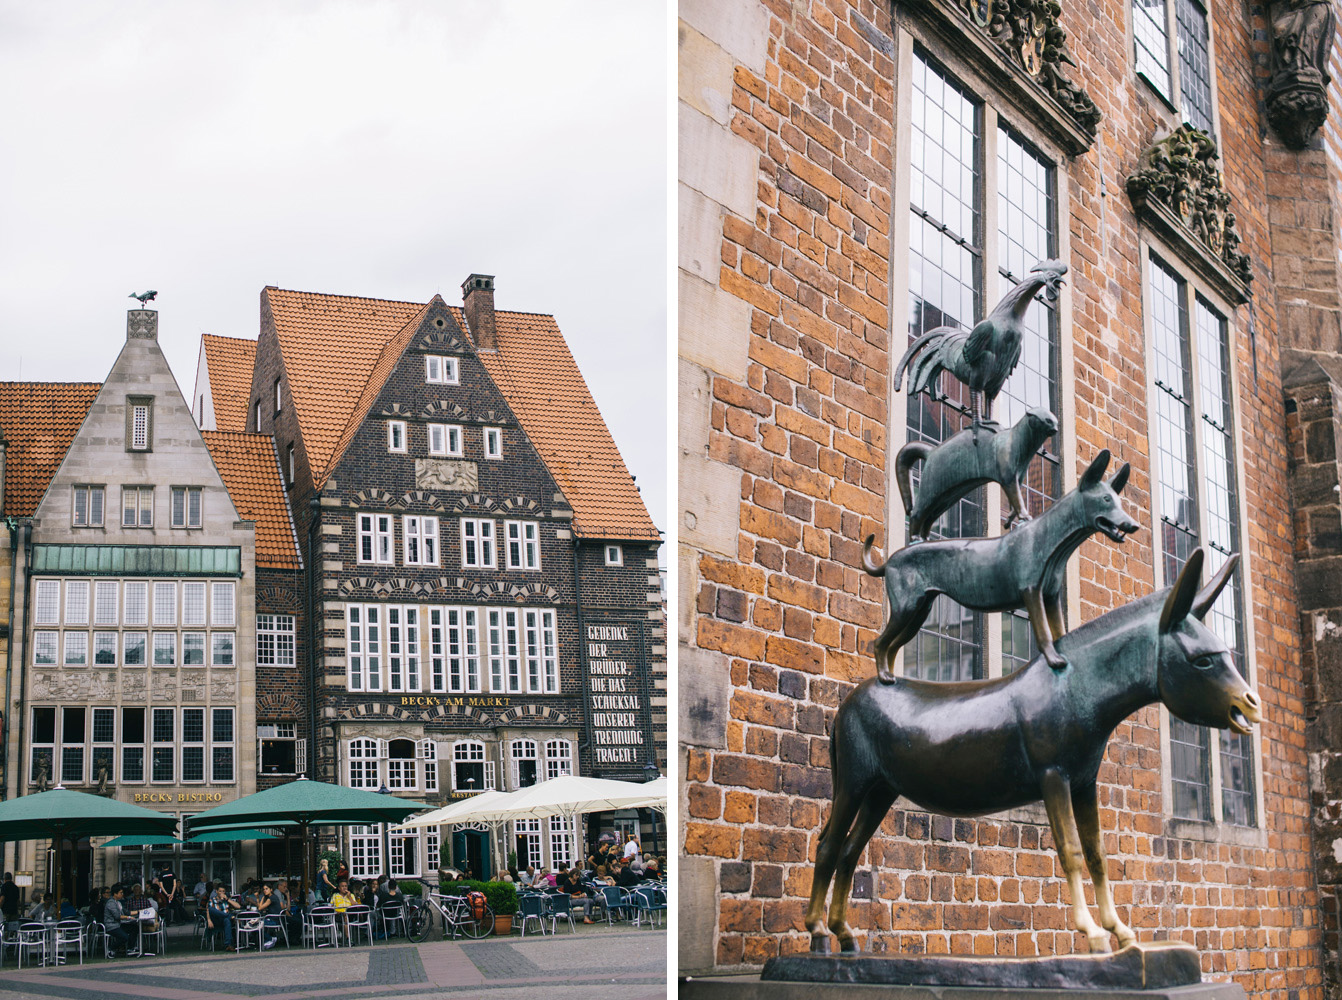 BECK'S BISTRO
BECK'S AM MARKT
GEDENKE
DER
BRÜDER,
DIE DAS
SCHICKSAL
UNSERER
TRENNUNG
TRAGEN!